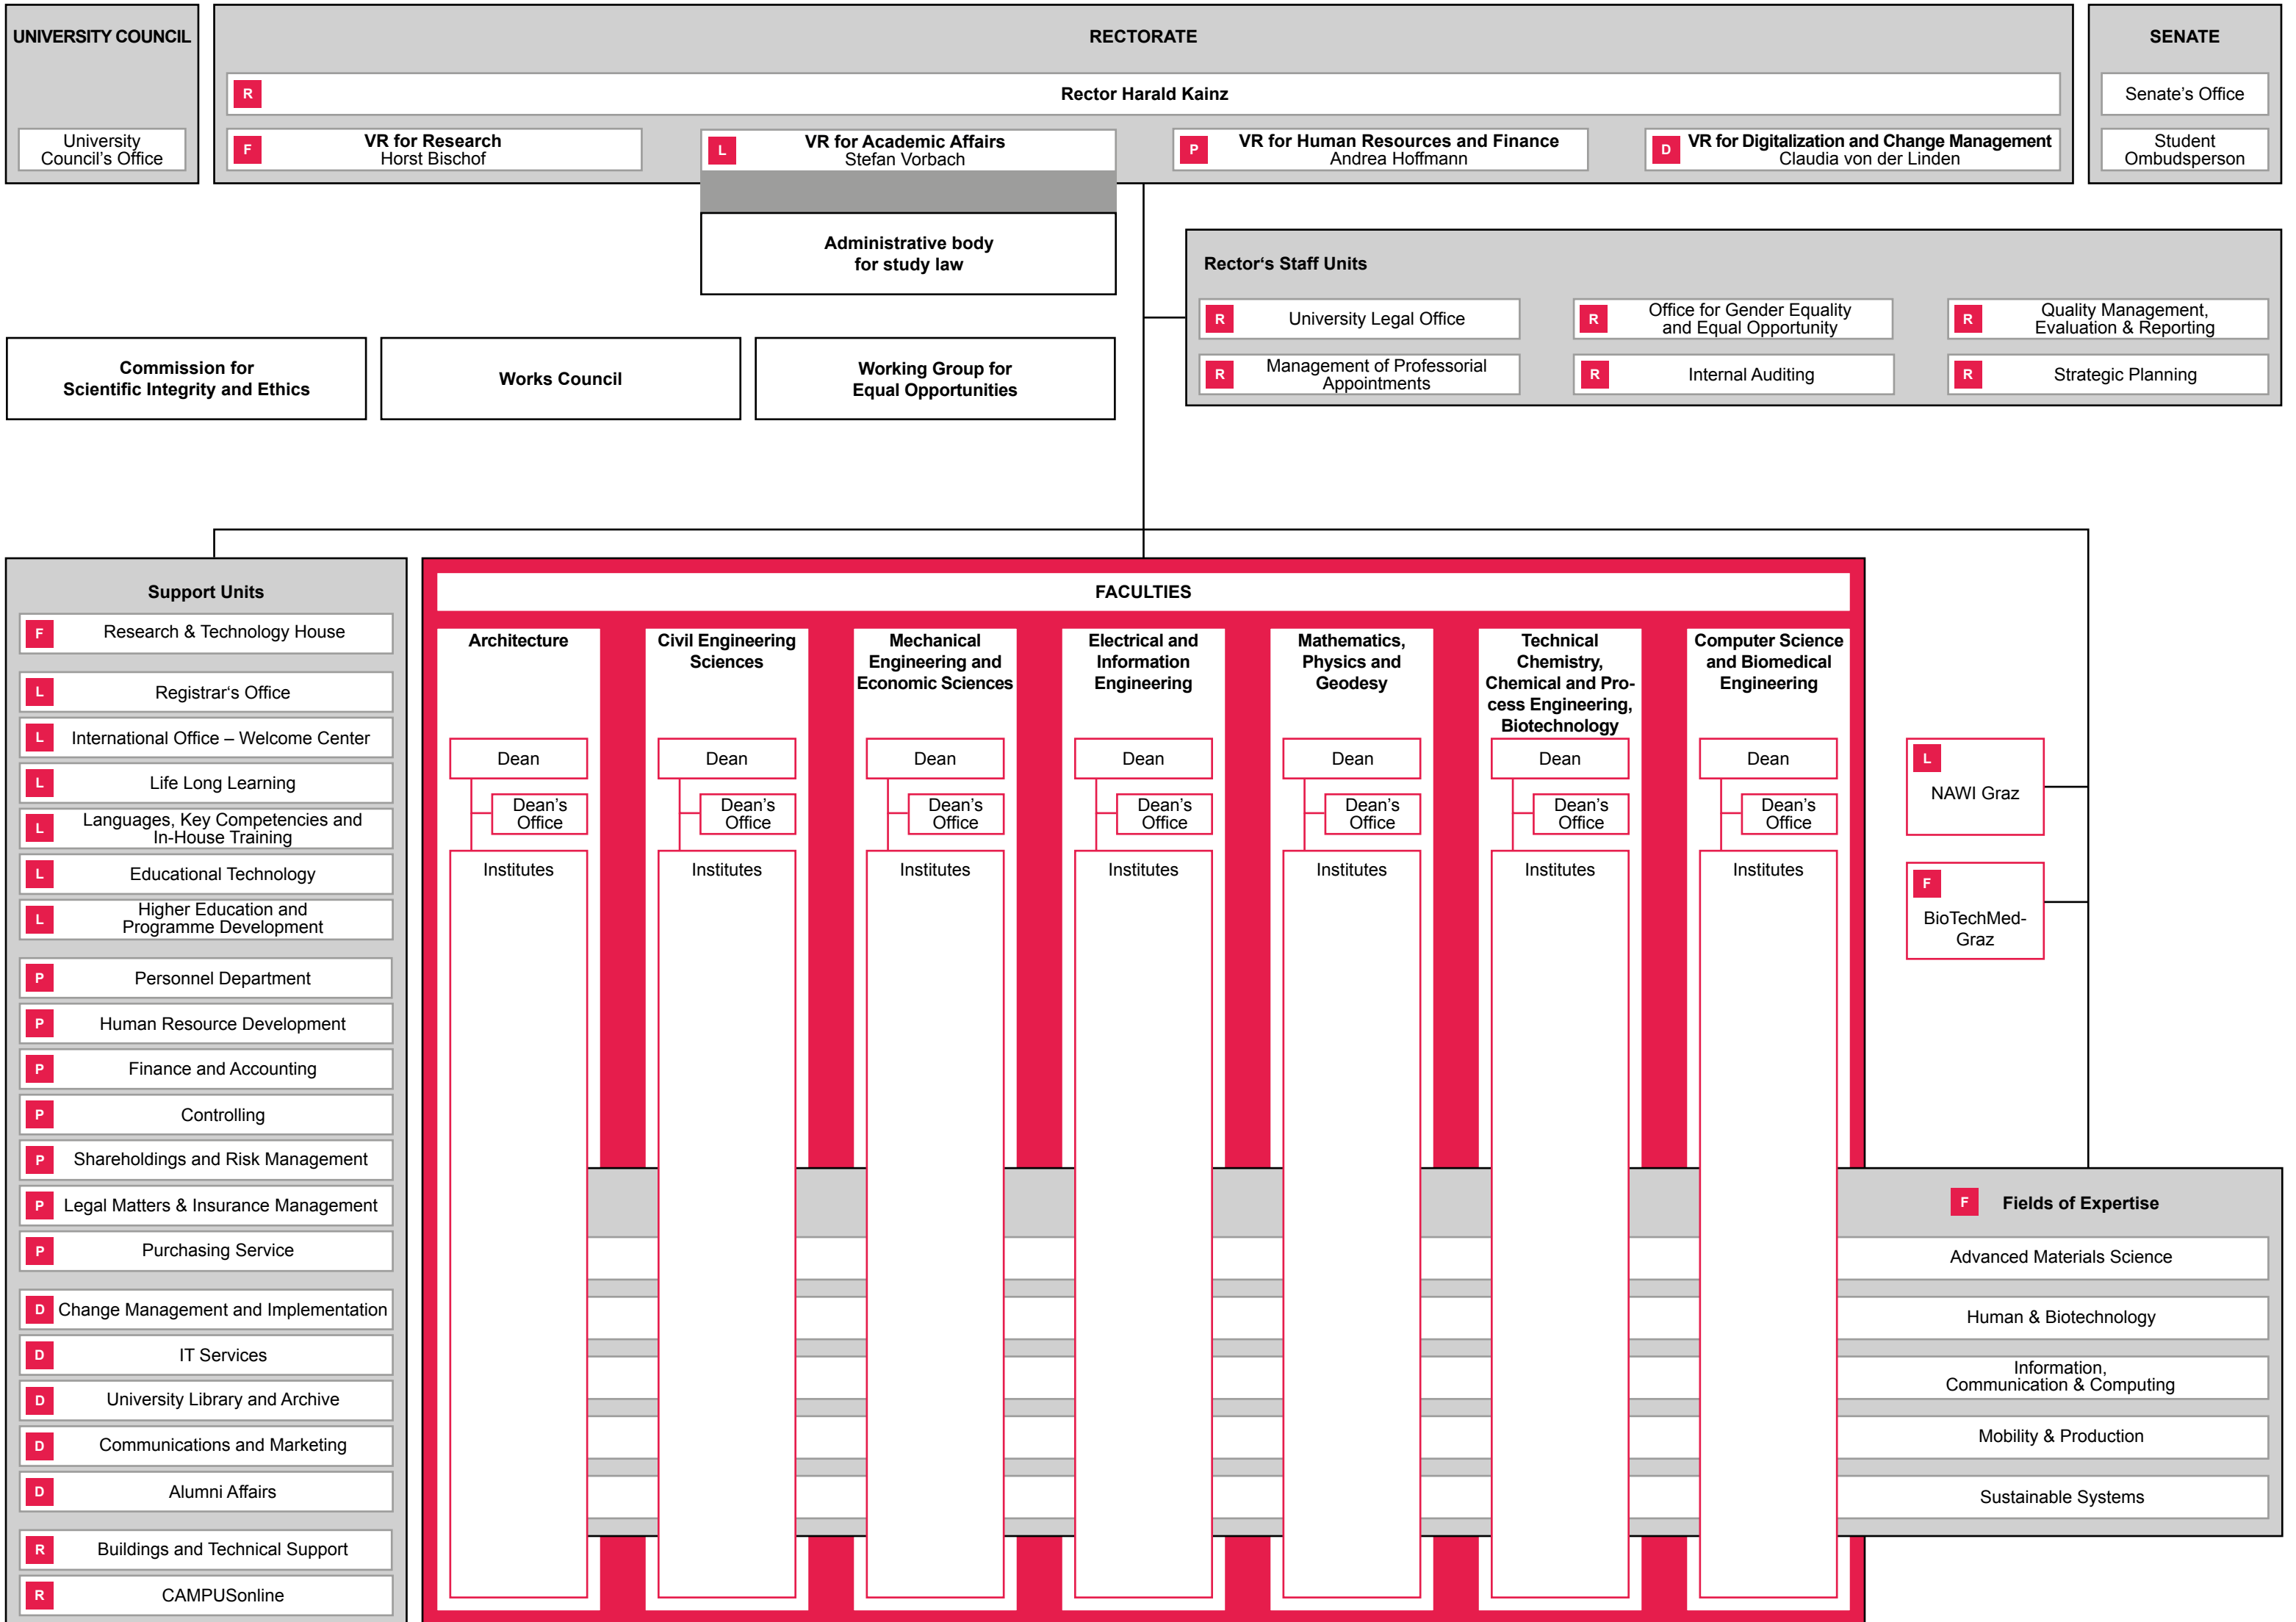 UNIVERSITY COUNCIL
University
Council's Office
RECTORATE
R
Rector Harald Kainz
F
VR for Research
Horst Bischof
L
VR for Academic Affairs
Stefan Vorbach
P
VR for Human Resources and Finance
Andrea Hoffmann
D
VR for Digitalization and Change Management
Claudia von der Linden
SENATE
Senate's Office
Student
Ombudsperson
Administrative body
for study law
Rector‘s Staff Units
R
University Legal Office
R
Office for Gender Equality
and Equal Opportunity
R
Quality Management,
Evaluation & Reporting
R
Management of Professorial
Appointments
R
Internal Auditing
R
Strategic Planning
Commission for
Scientific Integrity and Ethics
Works Council
Working Group for
Equal Opportunities
Support Units
F
Research & Technology House
L
Registrar‘s Office
L
International Office – Welcome Center
L
Life Long Learning
L
Languages, Key Competencies and
In-House Training
L
Educational Technology
L
Higher Education and
Programme Development
P
Personnel Department
P
Human Resource Development
P
Finance and Accounting
P
Controlling
P
Shareholdings and Risk Management
P
Legal Matters & Insurance Management
P
Purchasing Service
D
Change Management and Implementation
D
IT Services
D
University Library and Archive
D
Communications and Marketing
D
Alumni Affairs
R
Buildings and Technical Support
R
CAMPUSonline
FACULTIES
Architecture
Dean
Dean's
Office
Institutes
Civil Engineering
Sciences
Dean
Dean's
Office
Institutes
Mechanical
Engineering and
Economic Sciences
Dean
Dean's
Office
Institutes
Electrical and
Information
Engineering
Dean
Dean's
Office
Institutes
Mathematics,
Physics and
Geodesy
Dean
Dean's
Office
Institutes
Technical
Chemistry,
Chemical and Pro-
cess Engineering,
Biotechnology
Dean
Dean's
Office
Institutes
Computer Science
and Biomedical
Engineering
Dean
Dean's
Office
Institutes
L
NAWI Graz
F
BioTechMed-
Graz
F
Fields of Expertise
Advanced Materials Science
Human & Biotechnology
Information,
Communication & Computing
Mobility & Production
Sustainable Systems